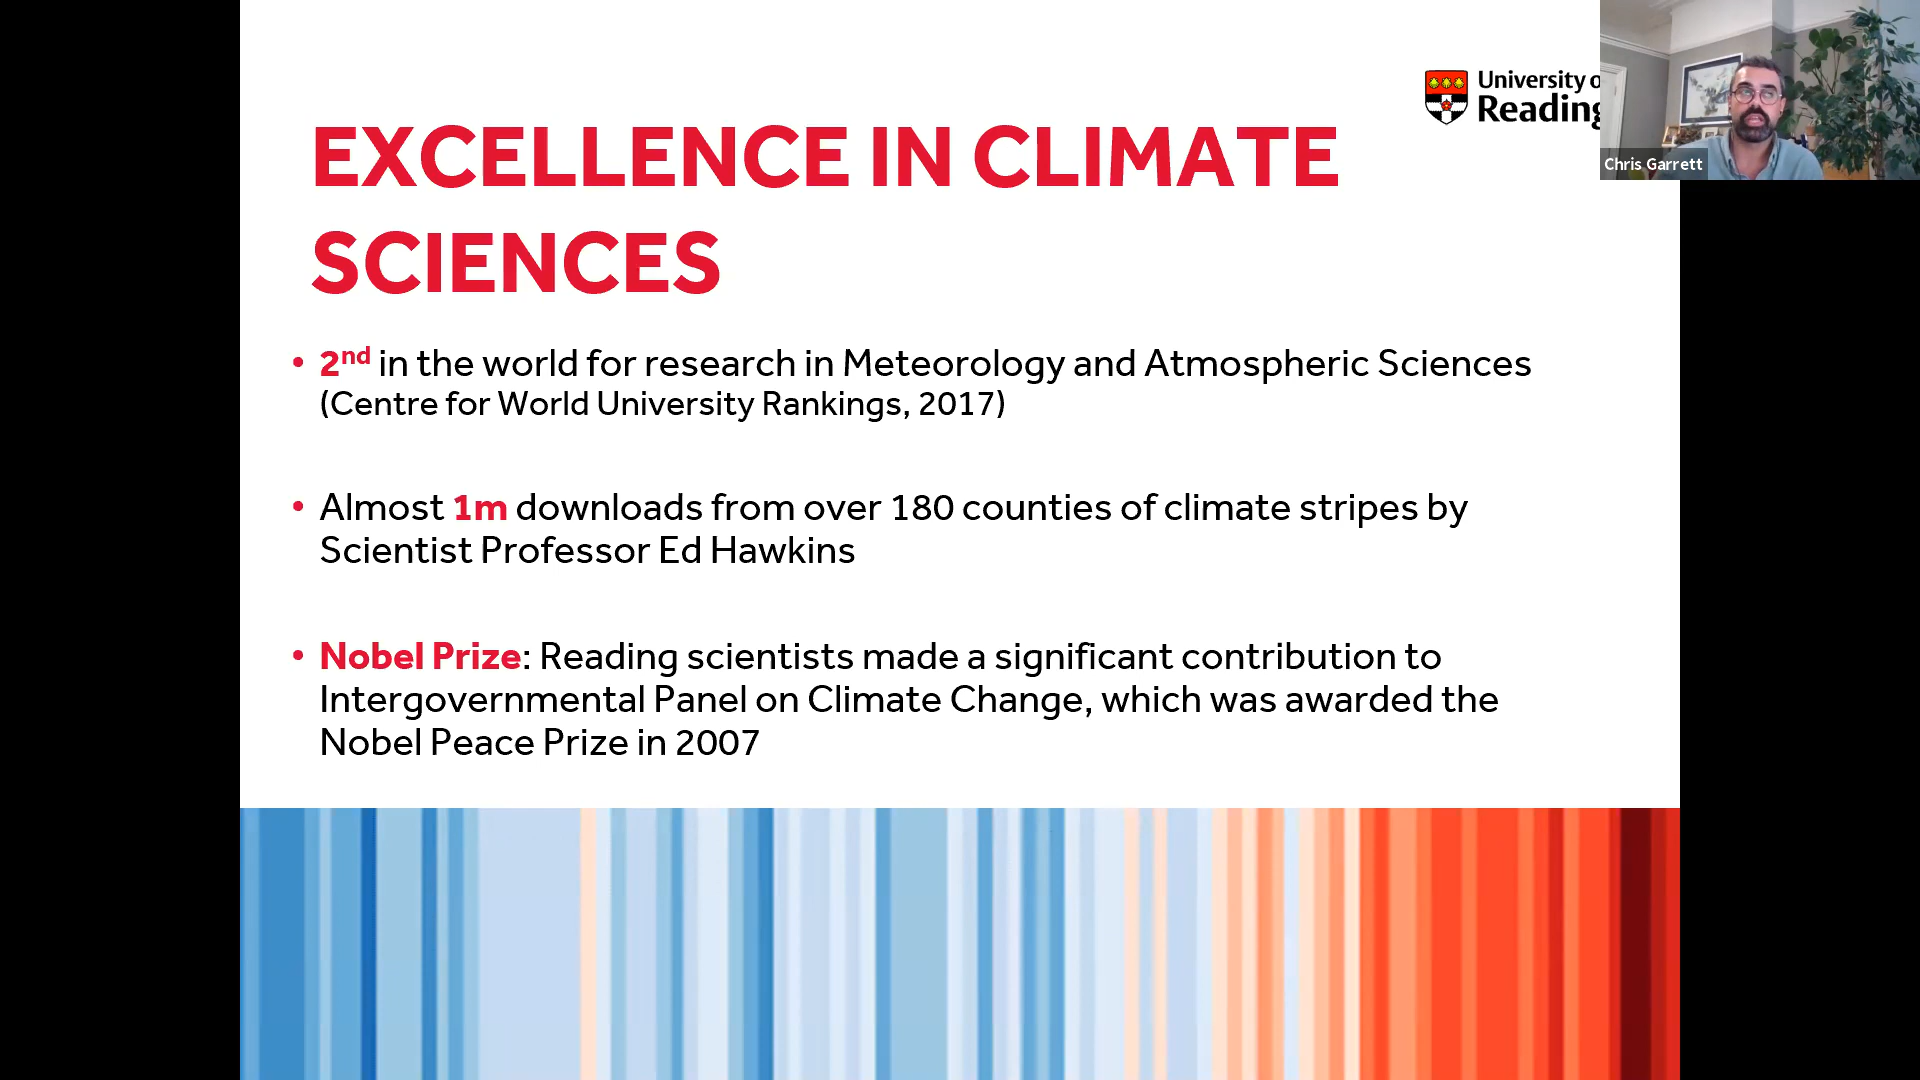 University o
Reading
EXCELLENCE IN CLIMATE
SCIENCES
• 2nd in the world for research in Meteorology and Atmospheric Sciences
(Centre for World University Rankings, 2017)
• Almost 1m downloads from over 180 counties of climate stripes by
Scientist Professor Ed Hawkins
• Nobel Prize: Reading scientists made a significant contribution to
Intergovernmental Panel on Climate Change, which was awarded the
Nobel Peace Prize in 2007
Chris Garrett